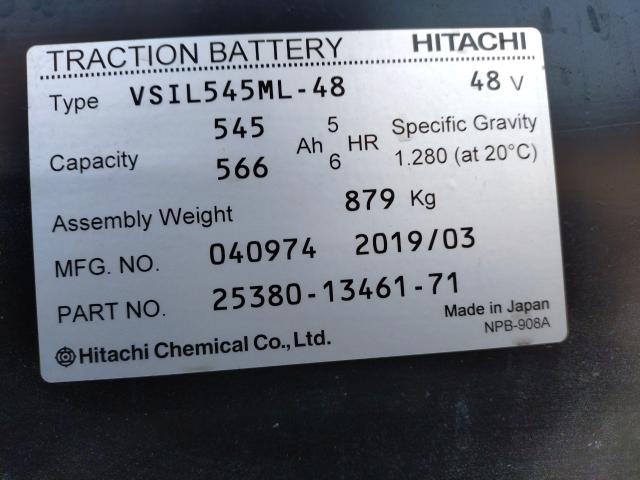 TRACTION BATTERY HITACHI
Type VSIL545ML-48 48 V
Capacity 545 Ah 5 HR Specific Gravity
566 6 1.280 (at 20°C)
Assembly Weight 879 Kg
MFG. NO. 040974 2019/03
PART NO. 25380-13461-71
Made in Japan
Hitachi Chemical Co., Ltd. NPB-908A